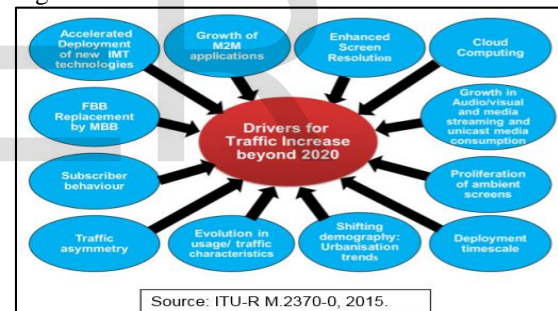 Accelerated
Deployment
of new IMT
technologies
Growth of
M2M
applications
Enhanced
Screen
Resolution
Cloud
Computing
FBB
Replacement
by MBB
Drivers for
Traffic Increase
beyond 2020
Growth in
Audio/visual
and media
streaming and
unicast media
consumption
Subscriber
behaviour
Proliferation
of ambient
screens
Traffic
asymmetry
Evolution in
usage/ traffic
characteristics
Shifting
demography:
Urbanisation
trends
Deployment
timescale
Source: ITU-R M.2370-0, 2015.